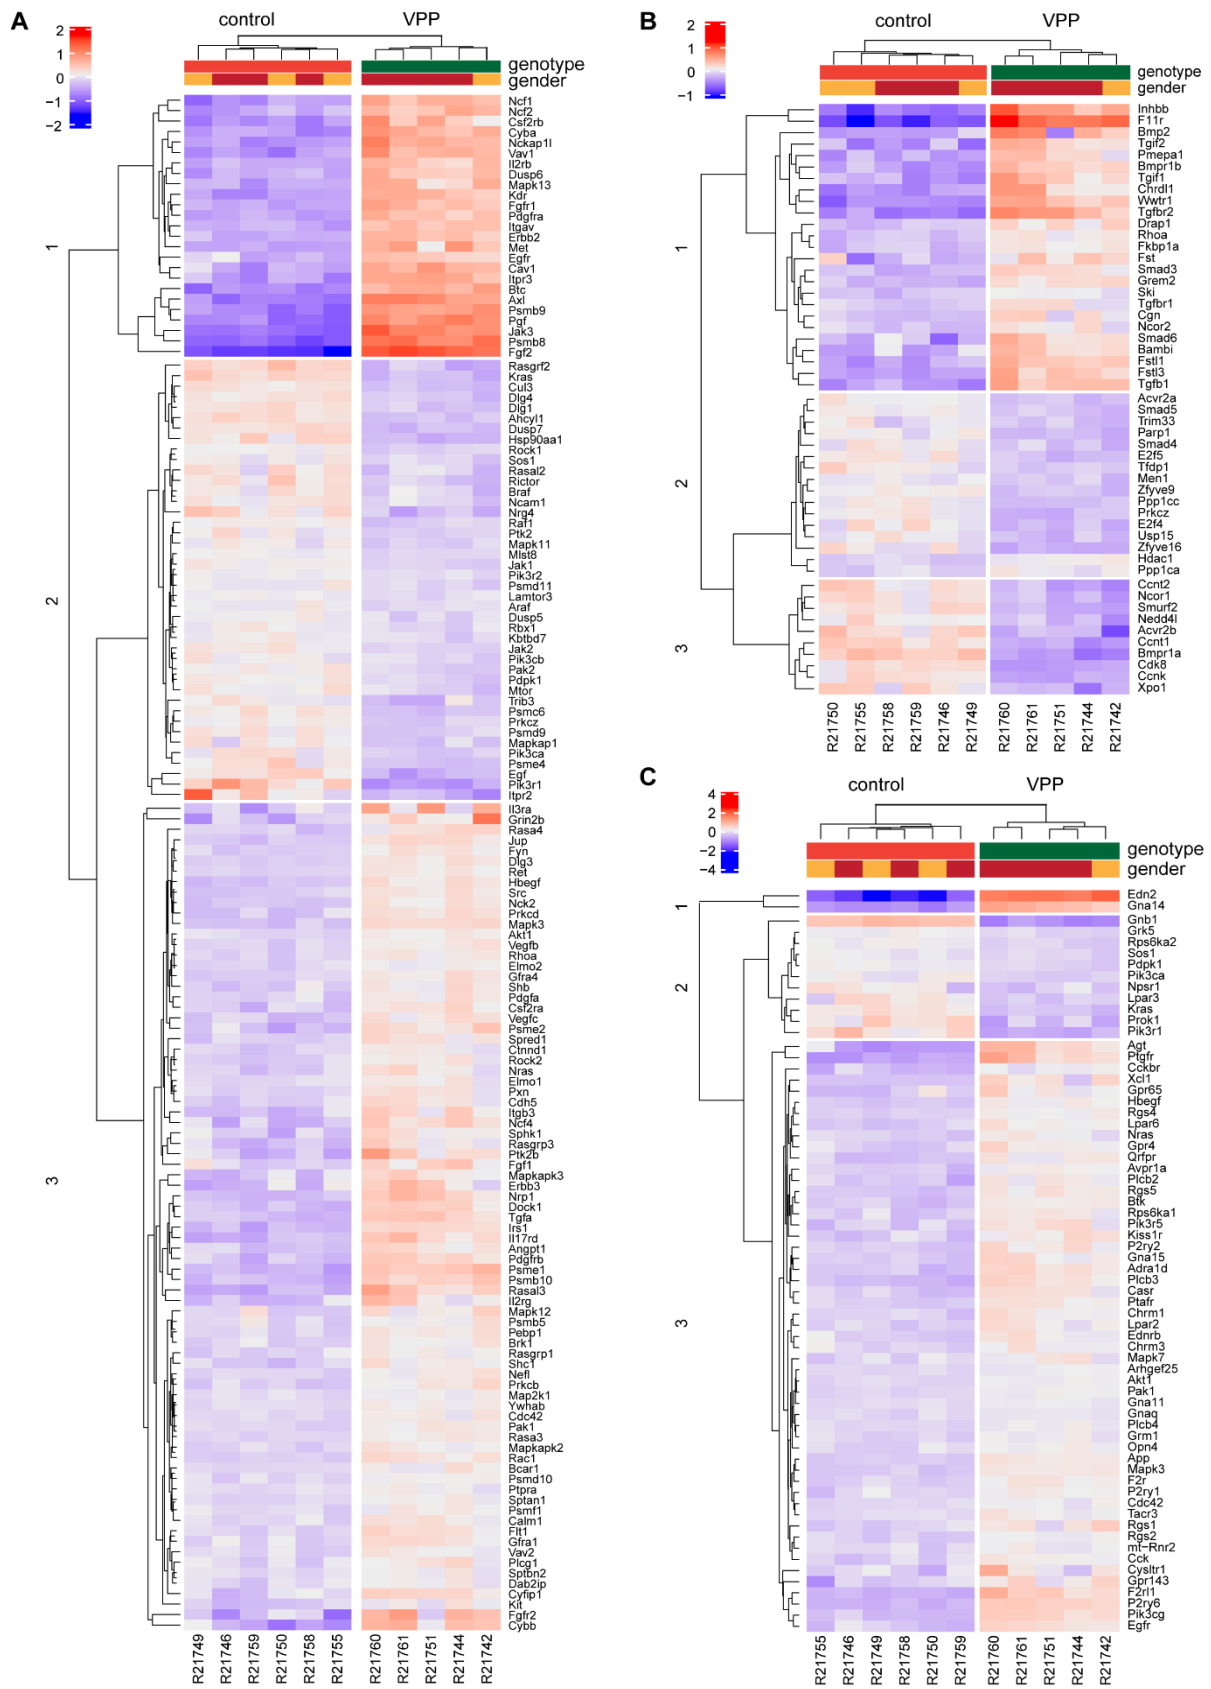 A
control
VPP
2
1
0
−1
−2
genotype
gender
1
2
3
Ncf1
Ncf2
Csf2rb
Cyba
Nckap1l
Vav1
Il2rb
Dusp6
Mapk13
Kdr
Fgfr1
Pdgfra
Itgav
Erbb2
Met
Egfr
Cav1
Itpr3
Btc
Axl
Psmb9
Pgf
Jak3
Psmb8
Fgf2
Rasgrf2
Kras
Cul3
Dlg4
Dlg1
Ahcyl1
Dusp7
Hsp90aa1
Rock1
Sos1
Rasal2
Rictor
Braf
Ncam1
Nrg4
Raf1
Ptk2
Mapk11
Mlst8
Jak1
Pik3r2
Psmd11
Lamtor3
Araf
Dusp5
Rbx1
Kbtbd7
Jak2
Pik3cb
Pak2
Pdpk1
Mtor
Trib3
Psmc6
Prkcz
Psmd9
Mapkap1
Pik3ca
Psme4
Egf
Pik3r1
Itpr2
Il3ra
Grin2b
Rasa4
Jup
Fyn
Dlg3
Ret
Hbegf
Src
Nck2
Prkcd
Mapk3
Akt1
Vegfb
Rhoa
Elmo2
Gfra4
Shb
Pdgfa
Csf2ra
Vegfc
Psme2
Spred1
Ctnnd1
Rock2
Nras
Elmo1
Pxn
Cdh5
Itgb3
Ncf4
Sphk1
Rasgrp3
Ptk2b
Fgf1
Mapkapk3
Erbb3
Nrp1
Dock1
Tgfa
Irs1
Il17rd
Angpt1
Pdgfrb
Psme1
Psmb10
Rasal3
Il2rg
Mapk12
Psmb5
Pebp1
Brk1
Rasgrp1
Shc1
Nefl
Prkcb
Map2k1
Ywhab
Cdc42
Pak1
Rasa3
Mapkapk2
Rac1
Bcar1
Psmd10
Ptpra
Sptan1
Psmf1
Calm1
Flt1
Gfra1
Vav2
Plcg1
Sptbn2
Dab2ip
Cyfip1
Kit
Fgfr2
Cybb
R21749
R21746
R21759
R21750
R21758
R21755
R21760
R21761
R21751
R21744
R21742
B
control
VPP
2
1
0
−1
genotype
gender
1
2
3
Inhbb
F11r
Bmp2
Tgif2
Pmepa1
Bmpr1b
Tgif1
Chrdl1
Wwtr1
Tgfbr2
Drap1
Rhoa
Fkbp1a
Fst
Smad3
Grem2
Ski
Tgfbr1
Cgn
Ncor2
Smad6
Bambi
Fstl1
Fstl3
Tgfb1
Acvr2a
Smad5
Trim33
Parp1
Smad4
E2f5
Tfdp1
Men1
Zfyve9
Ppp1cc
Prkcz
E2f4
Usp15
Zfyve16
Hdac1
Ppp1ca
Ccnt2
Ncor1
Smurf2
Nedd4l
Acvr2b
Ccnt1
Bmpr1a
Cdk8
Ccnk
Xpo1
R21750
R21755
R21758
R21759
R21746
R21749
R21760
R21761
R21751
R21744
R21742
C
control
VPP
4
2
0
−2
−4
genotype
gender
1
2
3
Edn2
Gna14
Gnb1
Grk5
Rps6ka2
Sos1
Pdpk1
Pik3ca
Npsr1
Lpar3
Kras
Prok1
Pik3r1
Agt
Ptgfr
Cckbr
Xcl1
Gpr65
Hbegf
Rgs4
Lpar6
Nras
Gpr4
Qrfpr
Avpr1a
Plcb2
Rgs5
Btk
Rps6ka1
Pik3r5
Kiss1r
P2ry2
Gna15
Adra1d
Plcb3
Casr
Ptafr
Chrm1
Lpar2
Ednrb
Chrm3
Mapk7
Arhgef25
Akt1
Pak1
Gna11
Gnaq
Plcb4
Grm1
Opn4
App
Mapk3
F2r
P2ry1
Cdc42
Tacr3
Rgs1
Rgs2
mt−Rnr2
Cck
Cysltr1
Gpr143
F2rl1
P2ry6
Pik3cg
Egfr
R21755
R21746
R21749
R21758
R21750
R21759
R21760
R21761
R21751
R21744
R21742